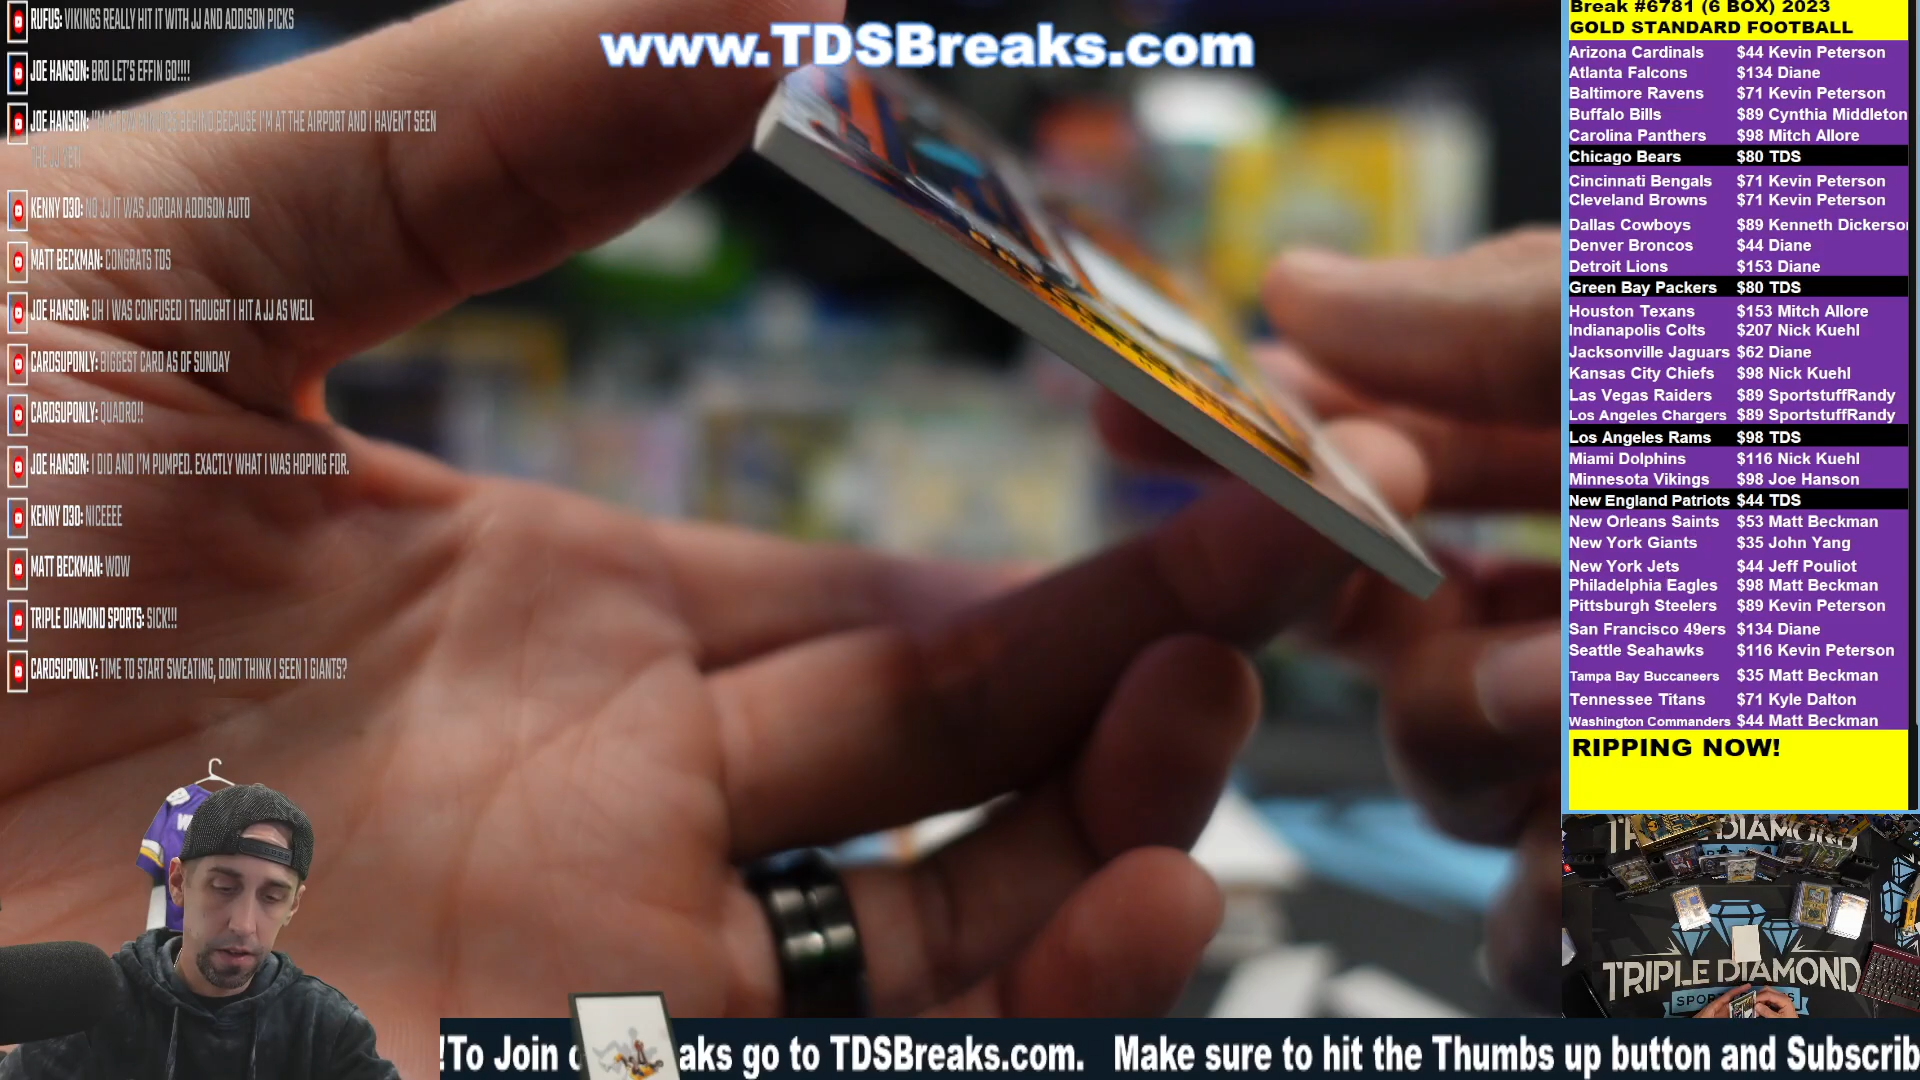 RUFUS: VIKINGS REALLY HIT IT WITH JJ AND ADDISON PICKS
JOE HANSON: BRO LET'S EFFIN GO!!!!
KENNY D30: NO JJ IT WAS JORDAN ADDISON AUTO
MATT BECKMAN: CONGRATS TDS
JOE HANSON: OH I WAS CONFUSED I THOUGHT I HIT A JJ AS WELL
CARDSUPONLY: BIGGEST CARD AS OF SUNDAY
CARDSUPONLY: QUADRO!!
JOE HANSON: I DID AND I'M PUMPED. EXACTLY WHAT I WAS HOPING FOR.
KENNY D30: NICEEEE
MATT BECKMAN: WOW
TRIPLE DIAMOND SPORTS: SICK!!!
CARDSUPONLY: TIME TO START SWEATING, DONT THINK I SEEN 1 GIANTS?
www.TDSBreaks.com
Break #6781 (6 BOX) 2023
GOLD STANDARD FOOTBALL
Arizona Cardinals $44 Kevin Peterson
Atlanta Falcons $134 Diane
Baltimore Ravens $71 Kevin Peterson
Buffalo Bills $89 Cynthia Middleton
Carolina Panthers $98 Mitch Allore
Chicago Bears $80 TDS
Cincinnati Bengals $71 Kevin Peterson
Cleveland Browns $71 Kevin Peterson
Dallas Cowboys $89 Kenneth Dickerso
Denver Broncos $44 Diane
Detroit Lions $153 Diane
Green Bay Packers $80 TDS
Houston Texans $153 Mitch Allore
Indianapolis Colts $207 Nick Kuehl
Jacksonville Jaguars $62 Diane
Kansas City Chiefs $98 Nick Kuehl
Las Vegas Raiders $89 SportstuffRandy
Los Angeles Chargers $89 SportstuffRandy
Los Angeles Rams $98 TDS
Miami Dolphins $116 Nick Kuehl
Minnesota Vikings $98 Joe Hanson
New England Patriots $44 TDS
New Orleans Saints $53 Matt Beckman
New York Giants $35 John Yang
New York Jets $44 Jeff Pouliot
Philadelphia Eagles $98 Matt Beckman
Pittsburgh Steelers $89 Kevin Peterson
San Francisco 49ers $134 Diane
Seattle Seahawks $116 Kevin Peterson
Tampa Bay Buccaneers $35 Matt Beckman
Tennessee Titans $71 Kyle Dalton
Washington Commanders $44 Matt Beckman
RIPPING NOW!
DIAMOND
TRIPLE DIAMOND
SPO
!To Join aks go to TDSBreaks.com. Make sure to hit the Thumbs up button and Subscrib